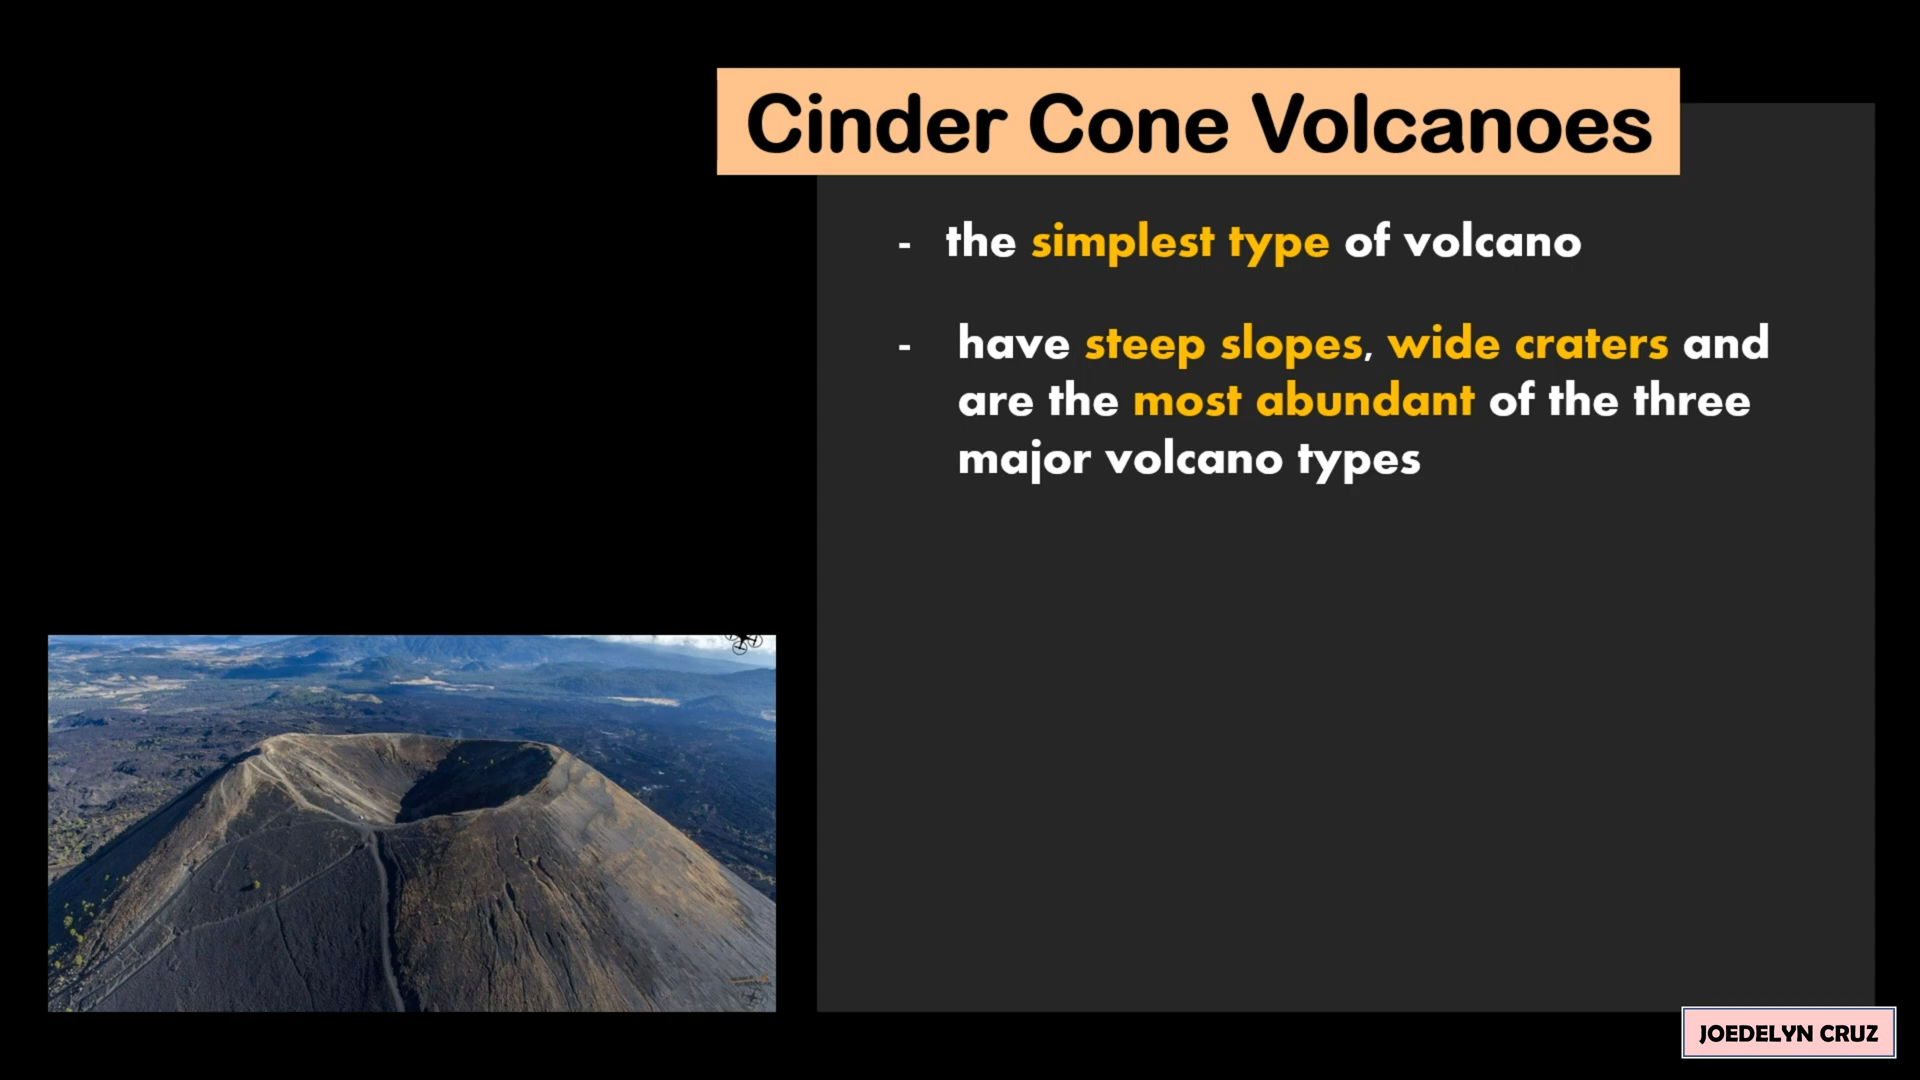 Cinder Cone Volcanoes
- the simplest type of volcano
- have steep slopes, wide craters and
are the most abundant of the three
major volcano types
JOEDELYN CRUZ